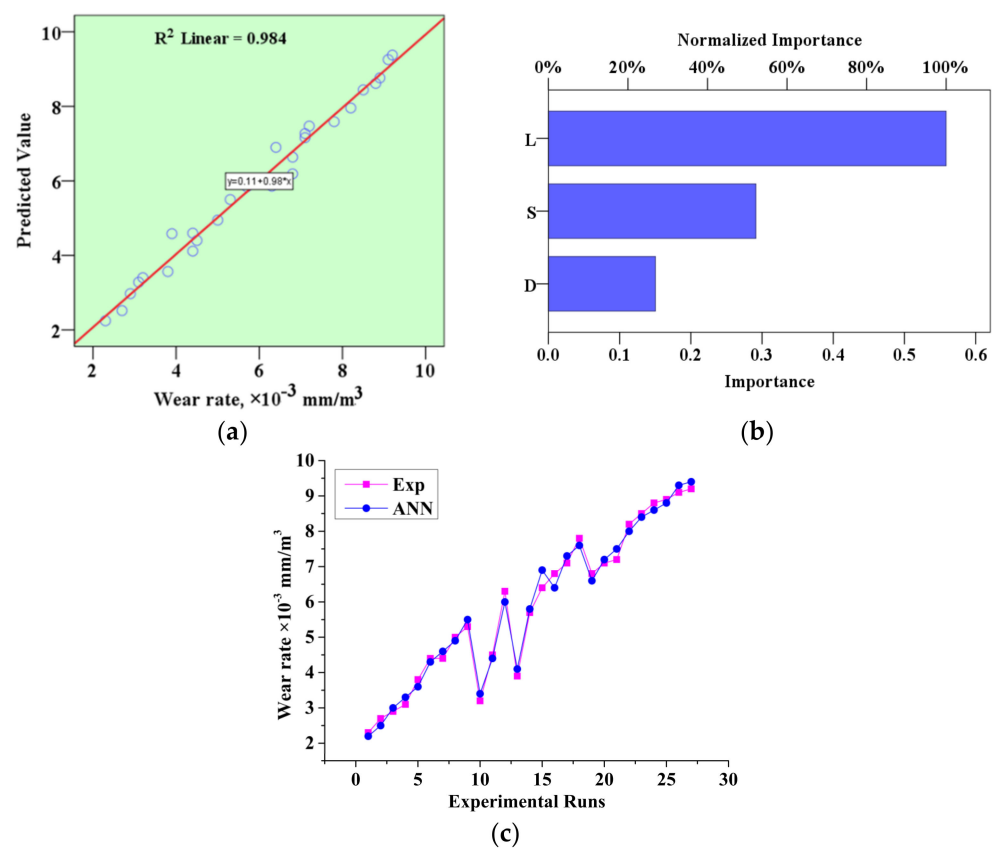 R² Linear = 0.984
10
8
6
4
2
Predicted Value
y=0.11+0.98*x
2 4 6 8 10
Wear rate, ×10⁻³ mm/m³
(a)
Normalized Importance
0% 20% 40% 60% 80% 100%
L
S
D
0.0 0.1 0.2 0.3 0.4 0.5 0.6
Importance
(b)
10
9
8
7
6
5
4
3
2
Wear rate ×10⁻³ mm/m³
Exp
ANN
0 5 10 15 20 25 30
Experimental Runs
(c)